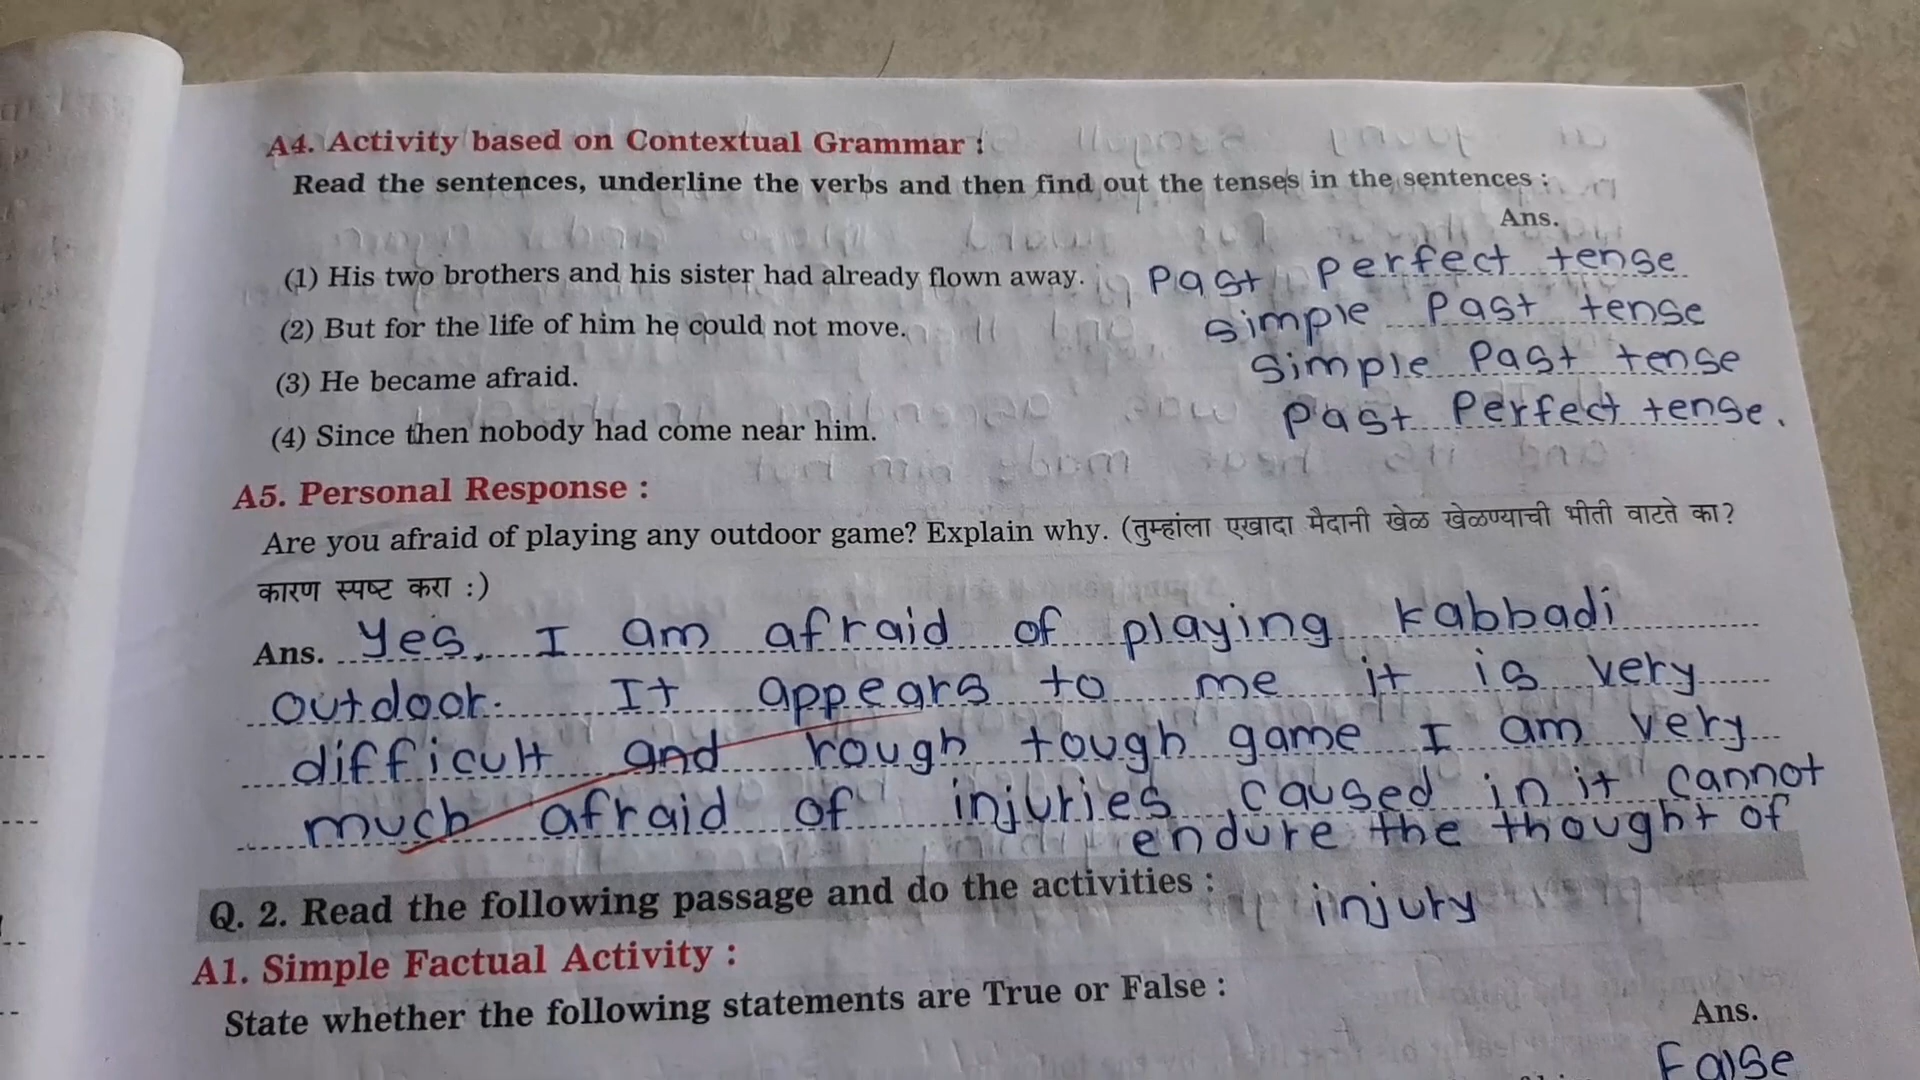 A4. Activity based on Contextual Grammar :
Read the sentences, underline the verbs and then find out the tenses in the sentences :
Ans.
(1) His two brothers and his sister had already flown away. Past perfect tense
(2) But for the life of him he could not move. Simple Past tense
(3) He became afraid. Simple Past tense
(4) Since then nobody had come near him. Past Perfect tense.
A5. Personal Response :
Are you afraid of playing any outdoor game? Explain why. (तुम्हांला एखादा मैदानी खेळ खेळण्याची भीती वाटते का?
कारण स्पष्ट करा :)
Ans. Yes, I am afraid of playing kabbadi
outdoor. It appears to me it is very
difficult and rough tough game I am very
much afraid of injuries caused in it cannot
endure the thought of
injury
Q. 2. Read the following passage and do the activities :
A1. Simple Factual Activity :
State whether the following statements are True or False :
Ans.
False